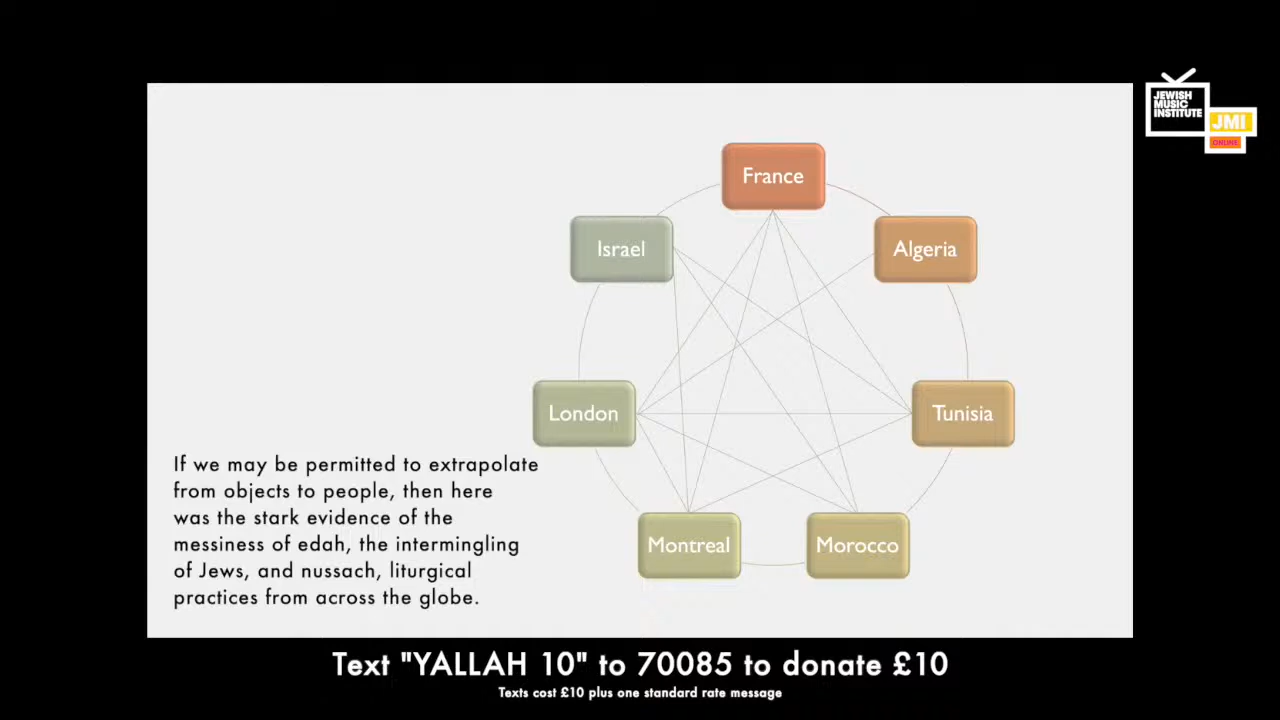 JEWISH
MUSIC
INSTITUTE
JMI
ONLINE
France
Israel
Algeria
London
Tunisia
Montreal
Morocco
If we may be permitted to extrapolate
from objects to people, then here
was the stark evidence of the
messiness of edah, the intermingling
of Jews, and nussach, liturgical
practices from across the globe.
Text "YALLAH 10" to 70085 to donate £10
Texts cost £10 plus one standard rate message